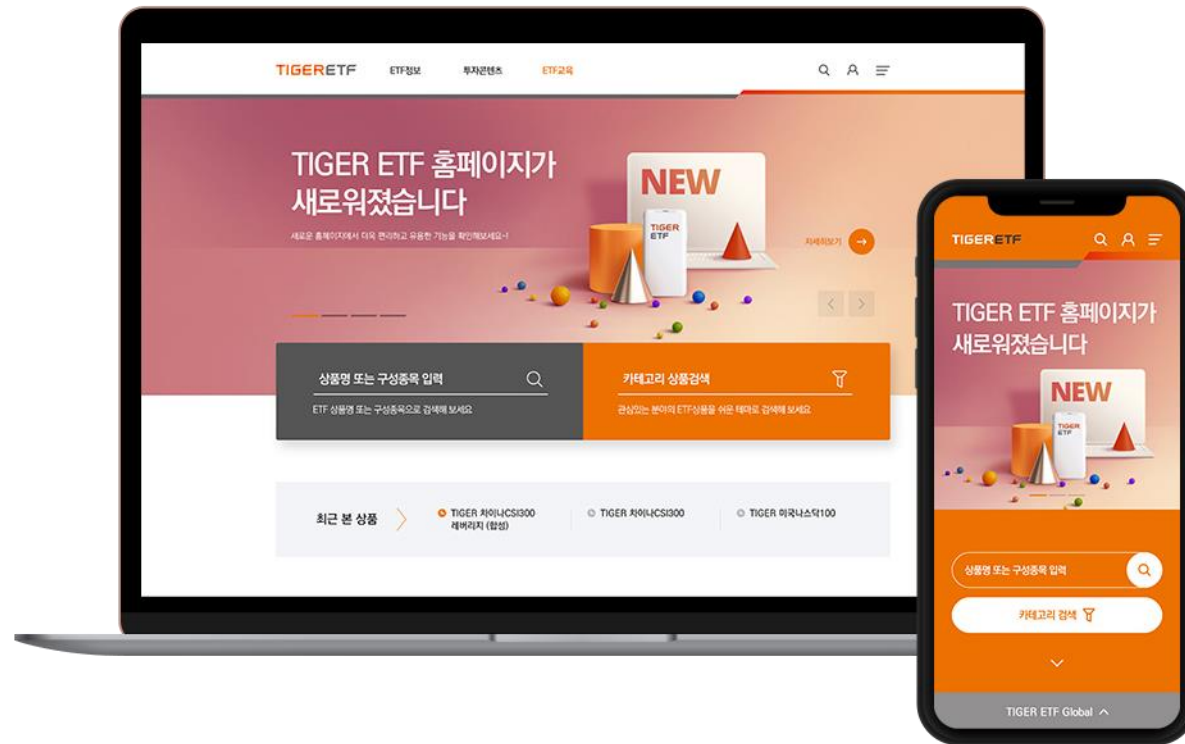 TIGERETF ETF정보 투자콘텐츠 ETF교육
TIGER ETF 홈페이지가
새로워졌습니다
새로운 홈페이지에서 더욱 편리하고 유용한 기능을 확인해보세요~!
NEW
TIGER
ETF
자세히보기
상품명 또는 구성종목 입력
ETF 상품명 또는 구성종목으로 검색해 보세요
카테고리 상품검색
관심있는 분야의 ETF상품을 쉬운 테마로 검색해 보세요
최근 본 상품
TIGER 차이나CSI300
레버리지 (합성)
TIGER 차이나CSI300
TIGER 미국나스닥100
TIGERETF
TIGER ETF 홈페이지가
새로워졌습니다
NEW
TIGER
ETF
상품명 또는 구성종목 입력
카테고리 검색
TIGER ETF Global